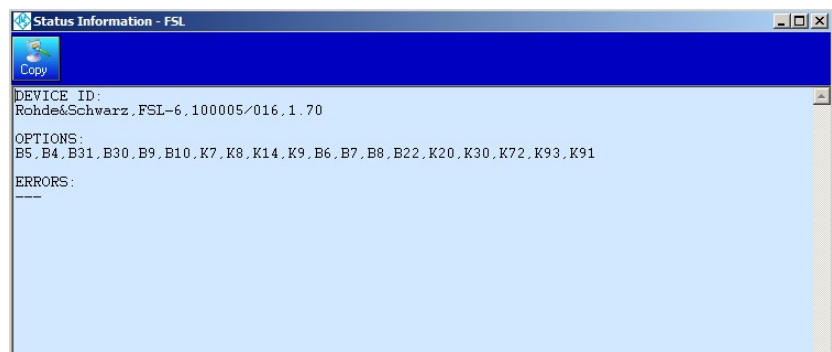 Status Information - FSL
Copy
DEVICE ID:
Rohde&Schwarz,FSL-6,100005/016,1.70
OPTIONS:
B5,B4,B31,B30,B9,B10,K7,K8,K14,K9,B6,B7,B8,B22,K20,K30,K72,K93,K91
ERRORS:
---